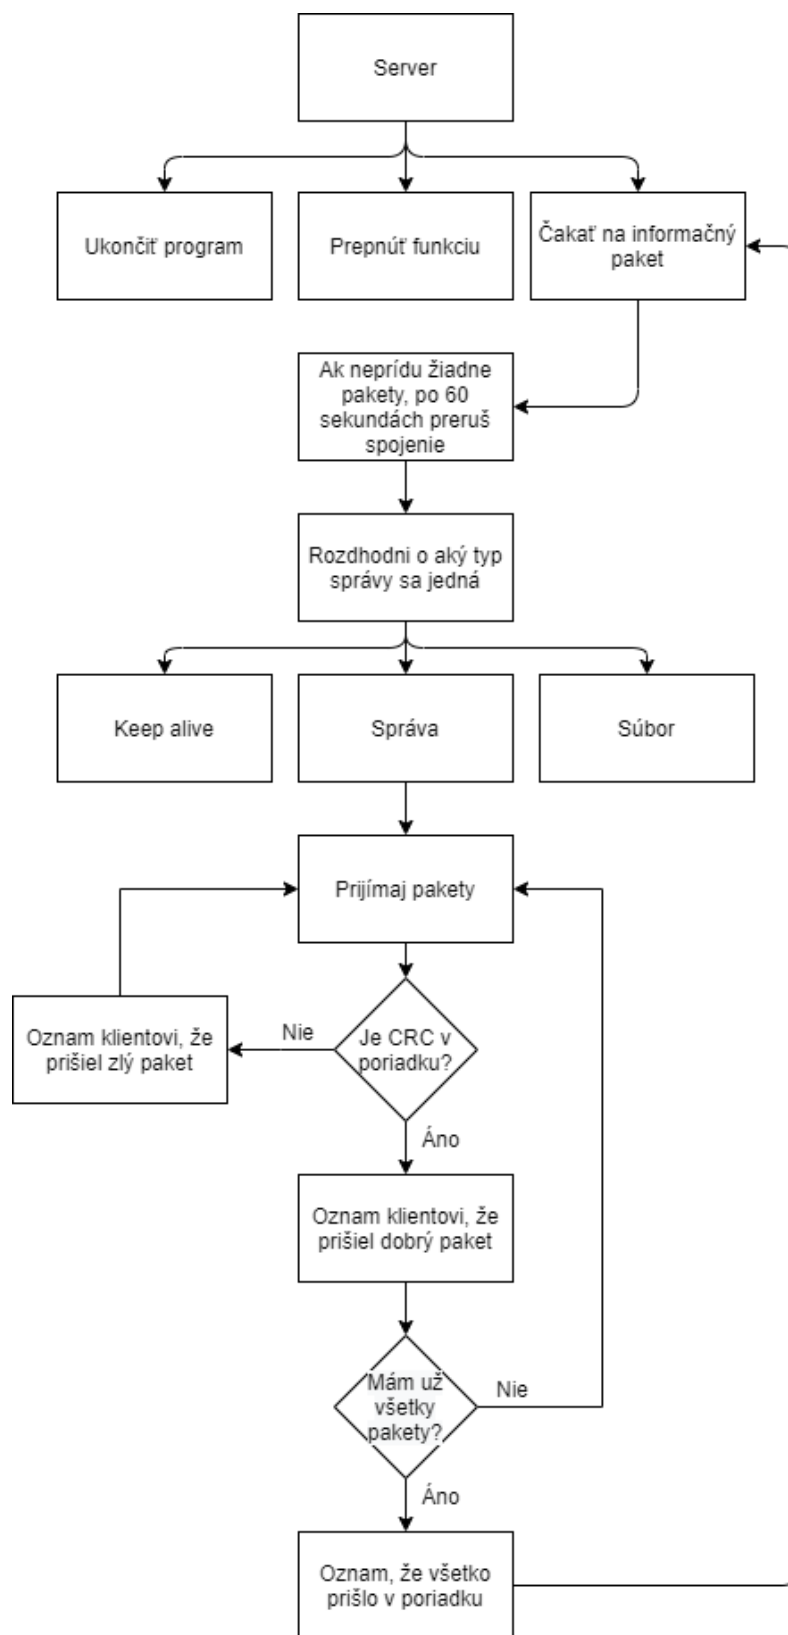 Server
Ukončiť program
Prepnúť funkciu
Čakať na informačný
paket
Ak neprídu žiadne
pakety, po 60
sekundách preruš
spojenie
Rozdhodni o aký typ
správy sa jedná
Keep alive
Správa
Súbor
Prijímaj pakety
Oznam klientovi, že
prišiel zlý paket
Nie
Je CRC v
poriadku?
Áno
Oznam klientovi, že
prišiel dobrý paket
Mám už
všetky
pakety?
Nie
Áno
Oznam, že všetko
prišlo v poriadku